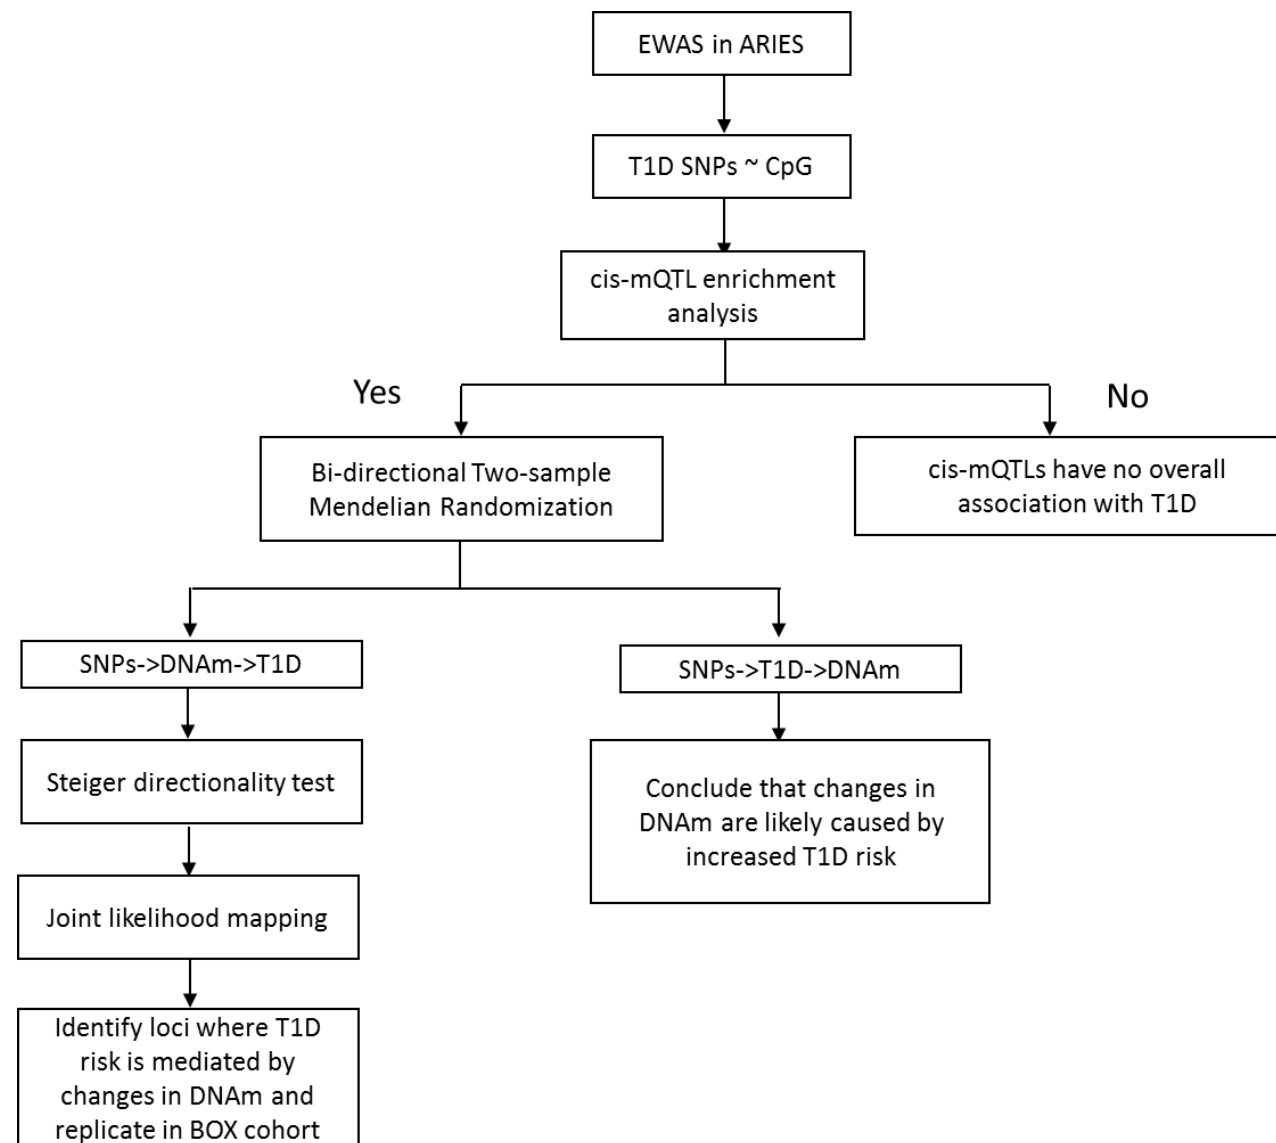 EWAS in ARIES
T1D SNPs ~ CpG
cis-mQTL enrichment
analysis
Yes
No
Bi-directional Two-sample
Mendelian Randomization
cis-mQTLs have no overall
association with T1D
SNPs->DNAm->T1D
SNPs->T1D->DNAm
Steiger directionality test
Conclude that changes in
DNAm are likely caused by
increased T1D risk
Joint likelihood mapping
Identify loci where T1D
risk is mediated by
changes in DNAm and
replicate in BOX cohort